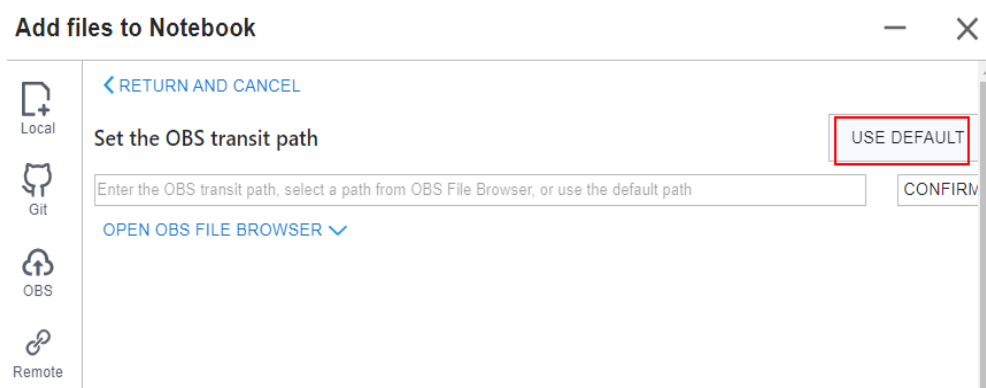 Add files to Notebook
RETURN AND CANCEL
Local
Set the OBS transit path
USE DEFAULT
Enter the OBS transit path, select a path from OBS File Browser, or use the default path
CONFIRM
Git
OPEN OBS FILE BROWSER
OBS
Remote